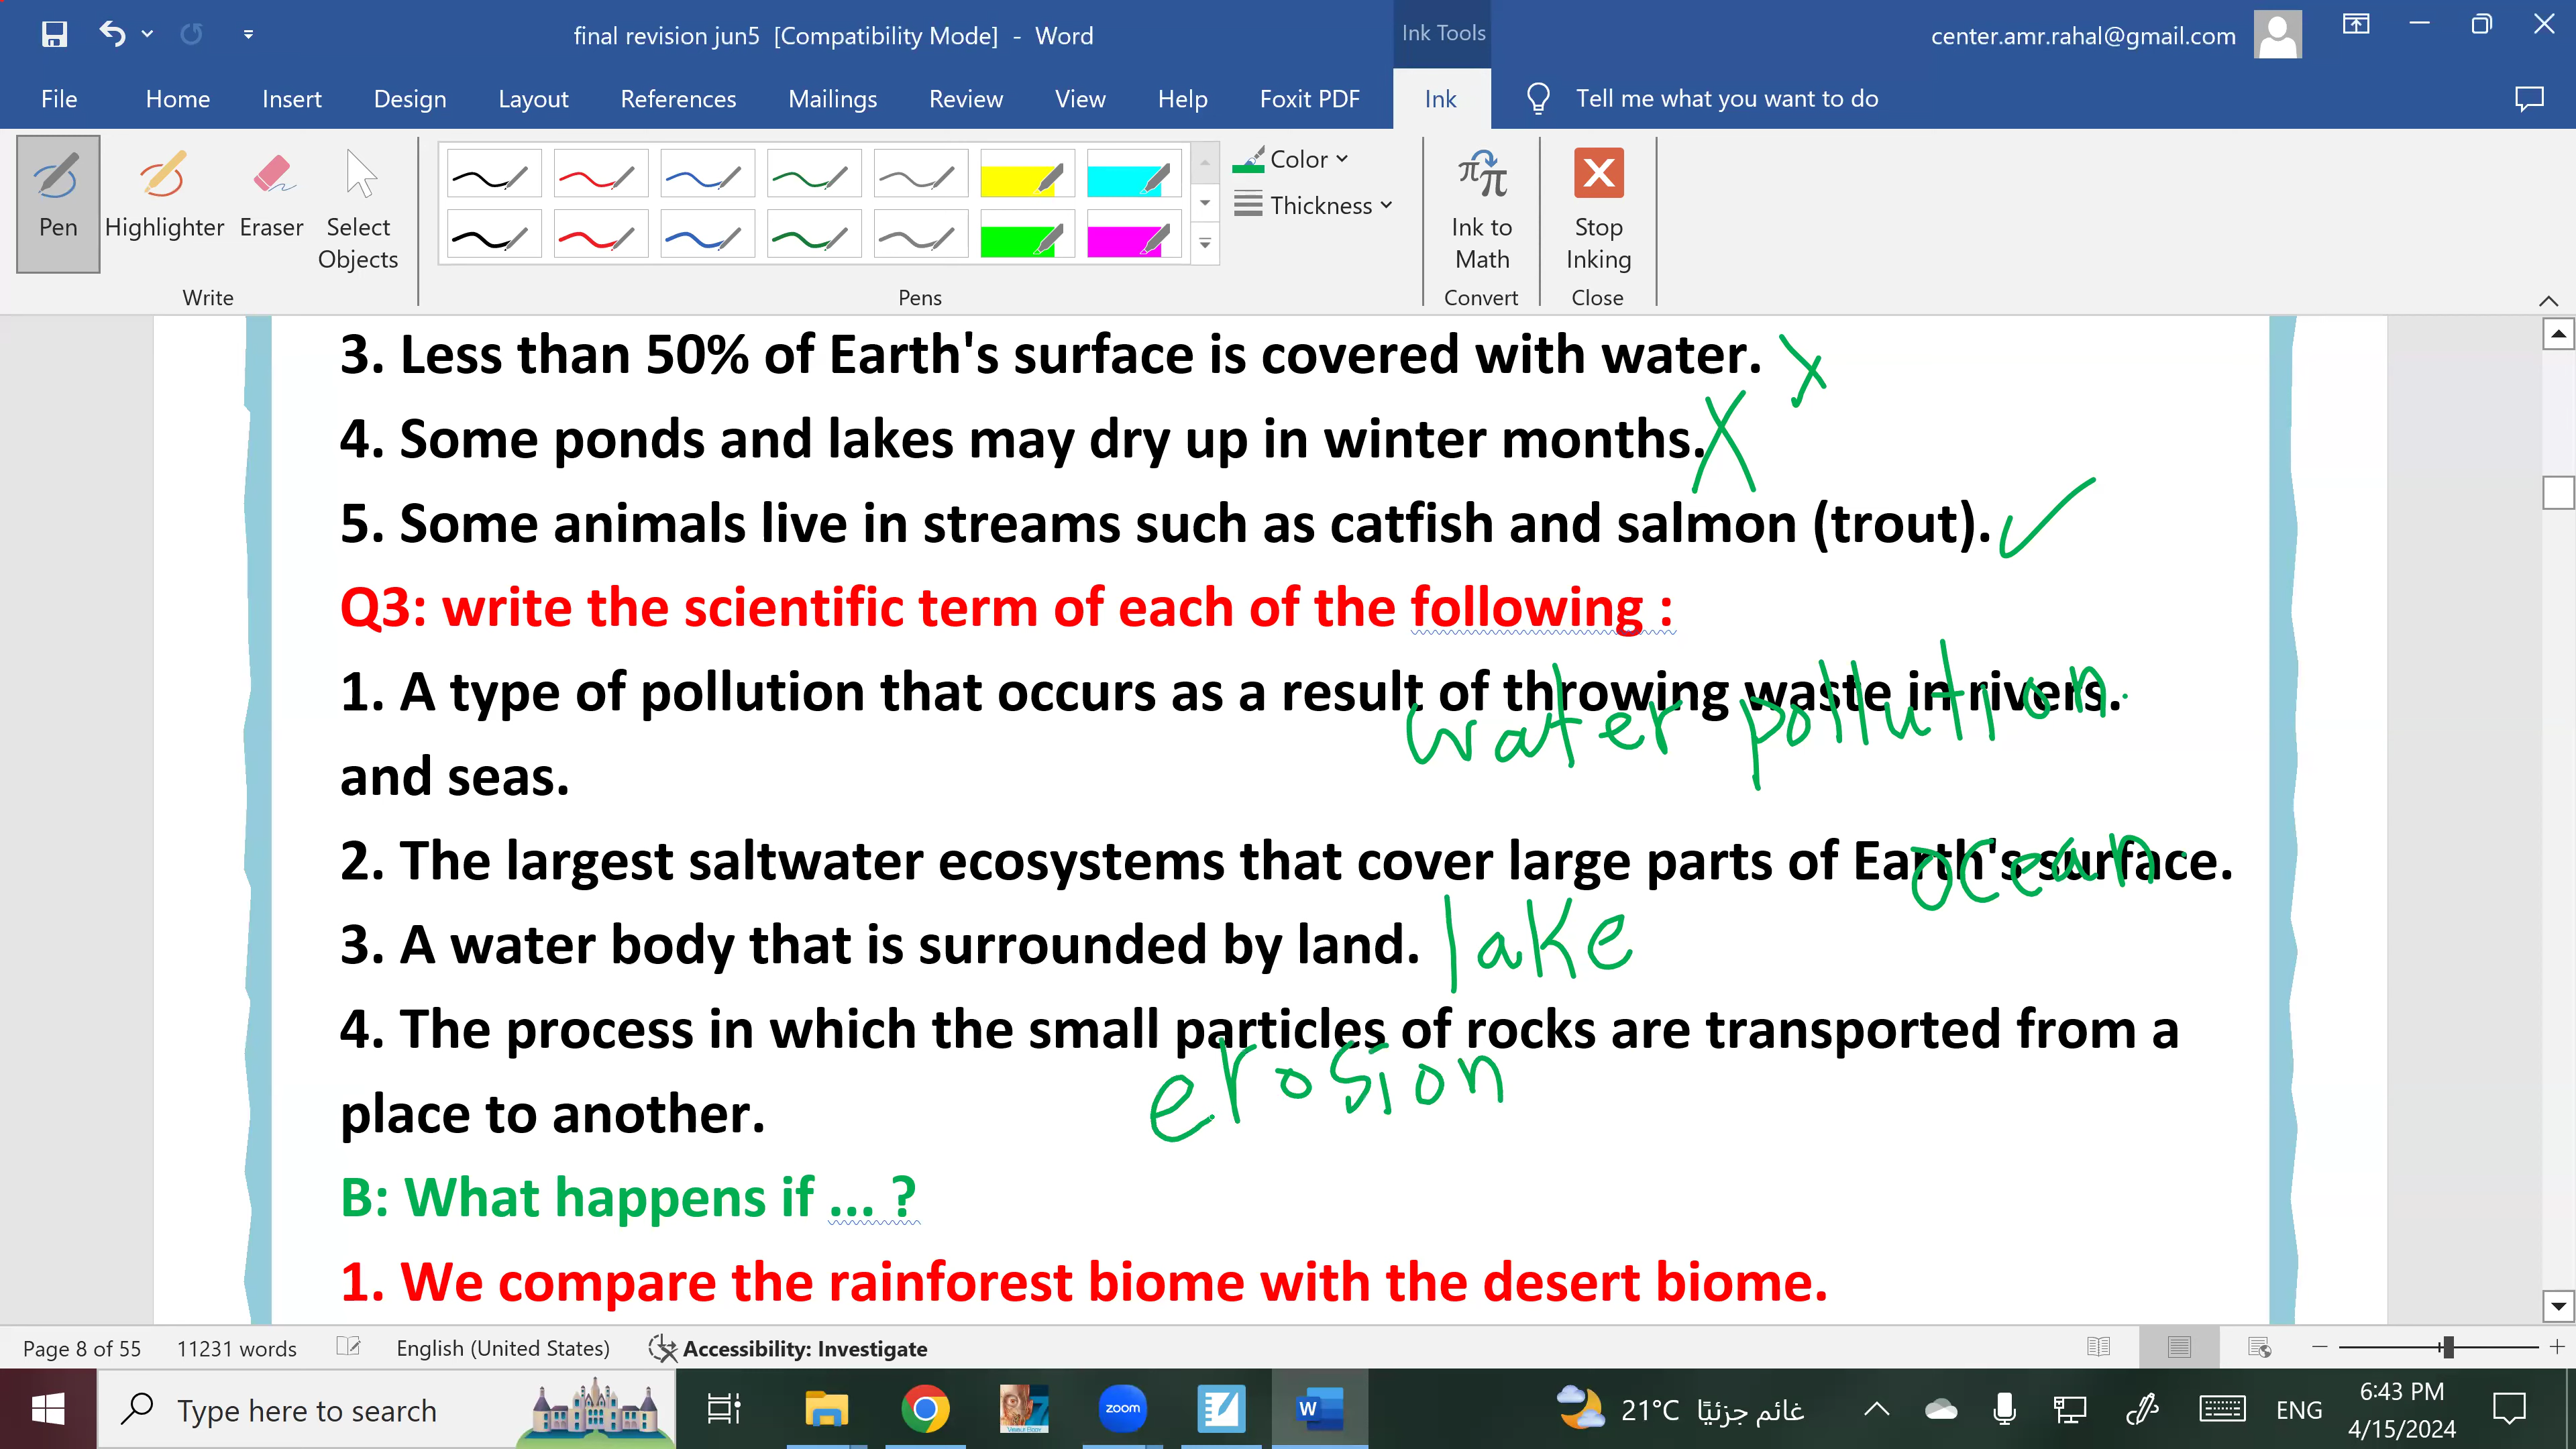 final revision jun5 [Compatibility Mode] - Word
Ink Tools
center.amr.rahal@gmail.com
File Home Insert Design Layout References Mailings Review View Help Foxit PDF Ink Tell me what you want to do
Pen Highlighter Eraser Select Objects
Write
Pens
Color
Thickness
Ink to Math
Convert
Stop Inking
Close
3. Less than 50% of Earth's surface is covered with water. X
4. Some ponds and lakes may dry up in winter months. X
5. Some animals live in streams such as catfish and salmon (trout). ✓
Q3: write the scientific term of each of the following :
1. A type of pollution that occurs as a result of throwing waste in rivers.
water pollution.
and seas.
2. The largest saltwater ecosystems that cover large parts of Earth's surface.
ocean.
3. A water body that is surrounded by land. lake
4. The process in which the small particles of rocks are transported from a
erosion
place to another.
B: What happens if ... ?
1. We compare the rainforest biome with the desert biome.
Page 8 of 55 11231 words English (United States) Accessibility: Investigate
Type here to search
zoom
W
21°C غائم جزئيًا
ENG
6:43 PM
4/15/2024